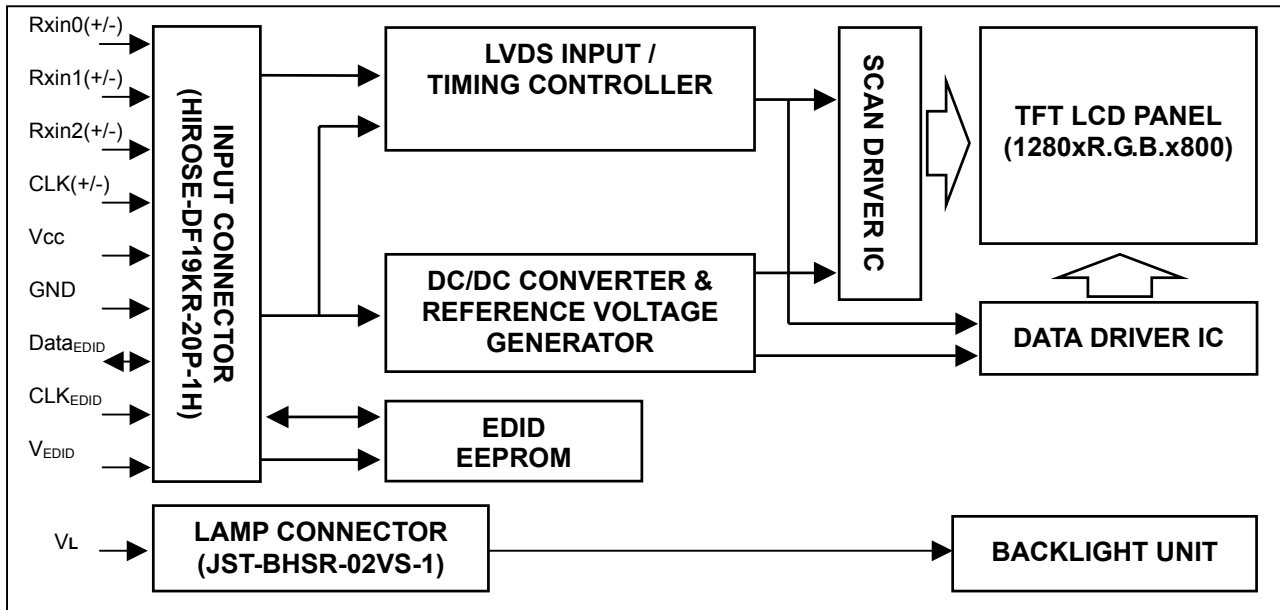 Rxin0(+/-)
Rxin1(+/-)
Rxin2(+/-)
CLK(+/-)
Vcc
GND
DataEDID
CLKEDID
VEDID
VL
INPUT CONNECTOR
(HIROSE-DF19KR-20P-1H)
LVDS INPUT /
TIMING CONTROLLER
DC/DC CONVERTER &
REFERENCE VOLTAGE
GENERATOR
EDID
EEPROM
LAMP CONNECTOR
(JST-BHSR-02VS-1)
SCAN DRIVER IC
TFT LCD PANEL
(1280xR.G.B.x800)
DATA DRIVER IC
BACKLIGHT UNIT